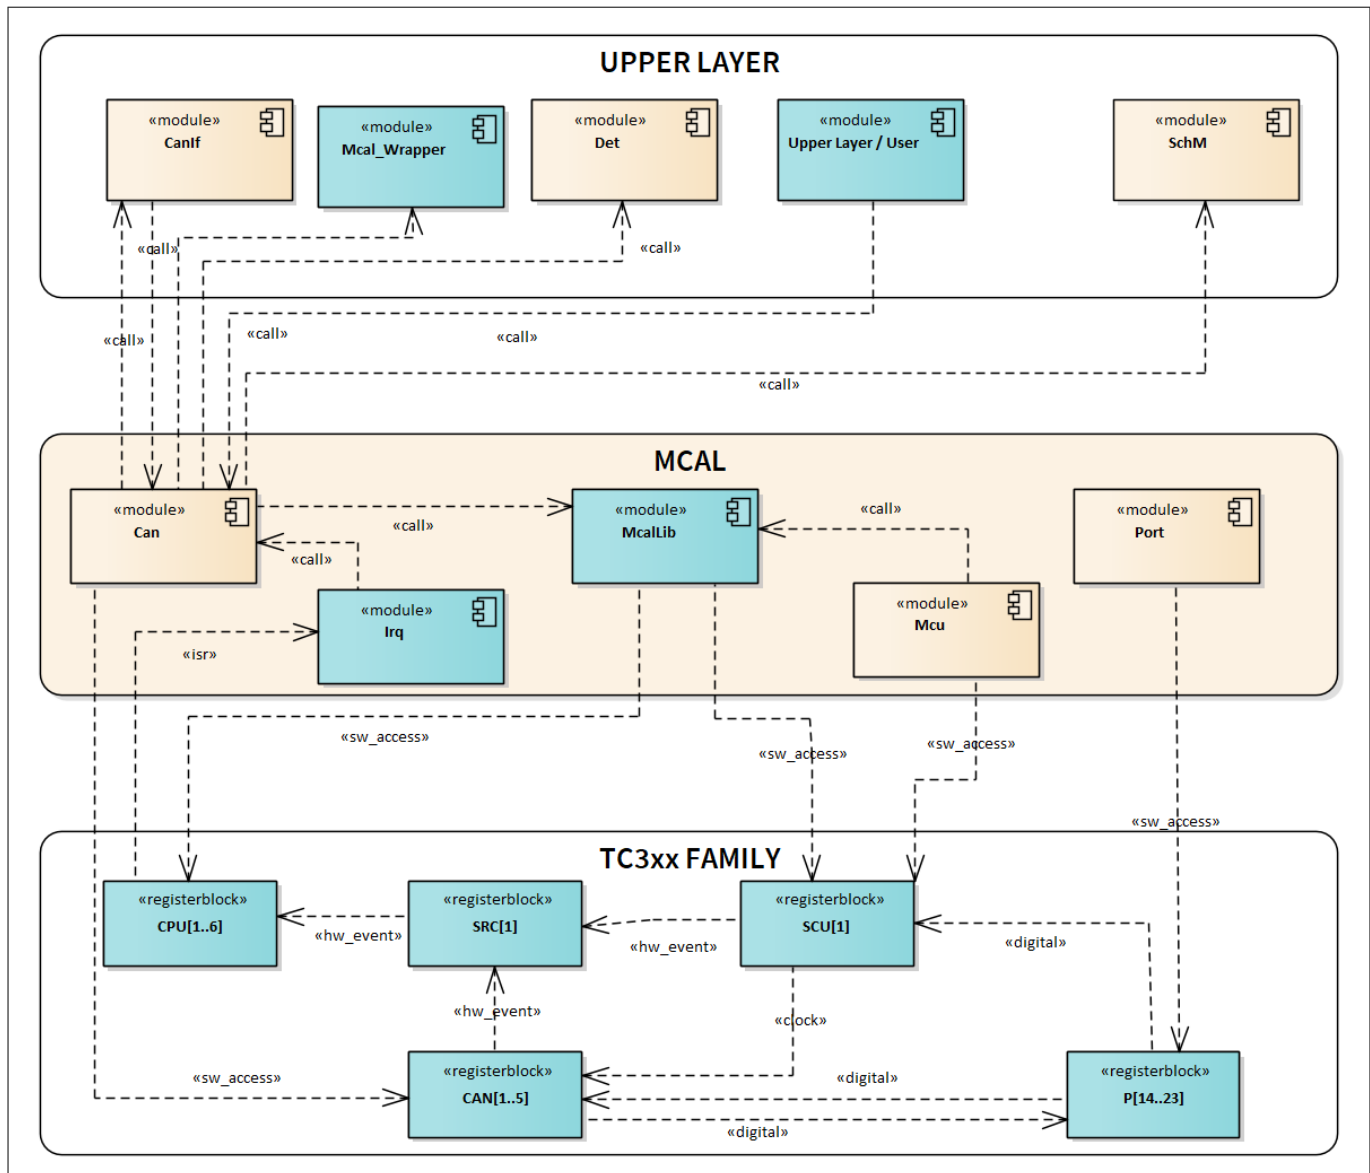 UPPER LAYER
«module»
CanIf
«module»
Mcal_Wrapper
«module»
Det
«module»
Upper Layer / User
«module»
SchM
«call»
«call»
«call»
«call»
«call»
«call»
MCAL
«module»
Can
«module»
McalLib
«module»
Port
«call»
«call»
«call»
«module»
Irq
«module»
Mcu
«isr»
«sw_access»
«sw_access»
«sw_access»
«sw_access»
TC3xx FAMILY
«registerblock»
CPU[1..6]
«registerblock»
SRC[1]
«registerblock»
SCU[1]
«hw_event»
«hw_event»
«digital»
«hw_event»
«clock»
«sw_access»
«registerblock»
CAN[1..5]
«digital»
«registerblock»
P[14..23]
«digital»